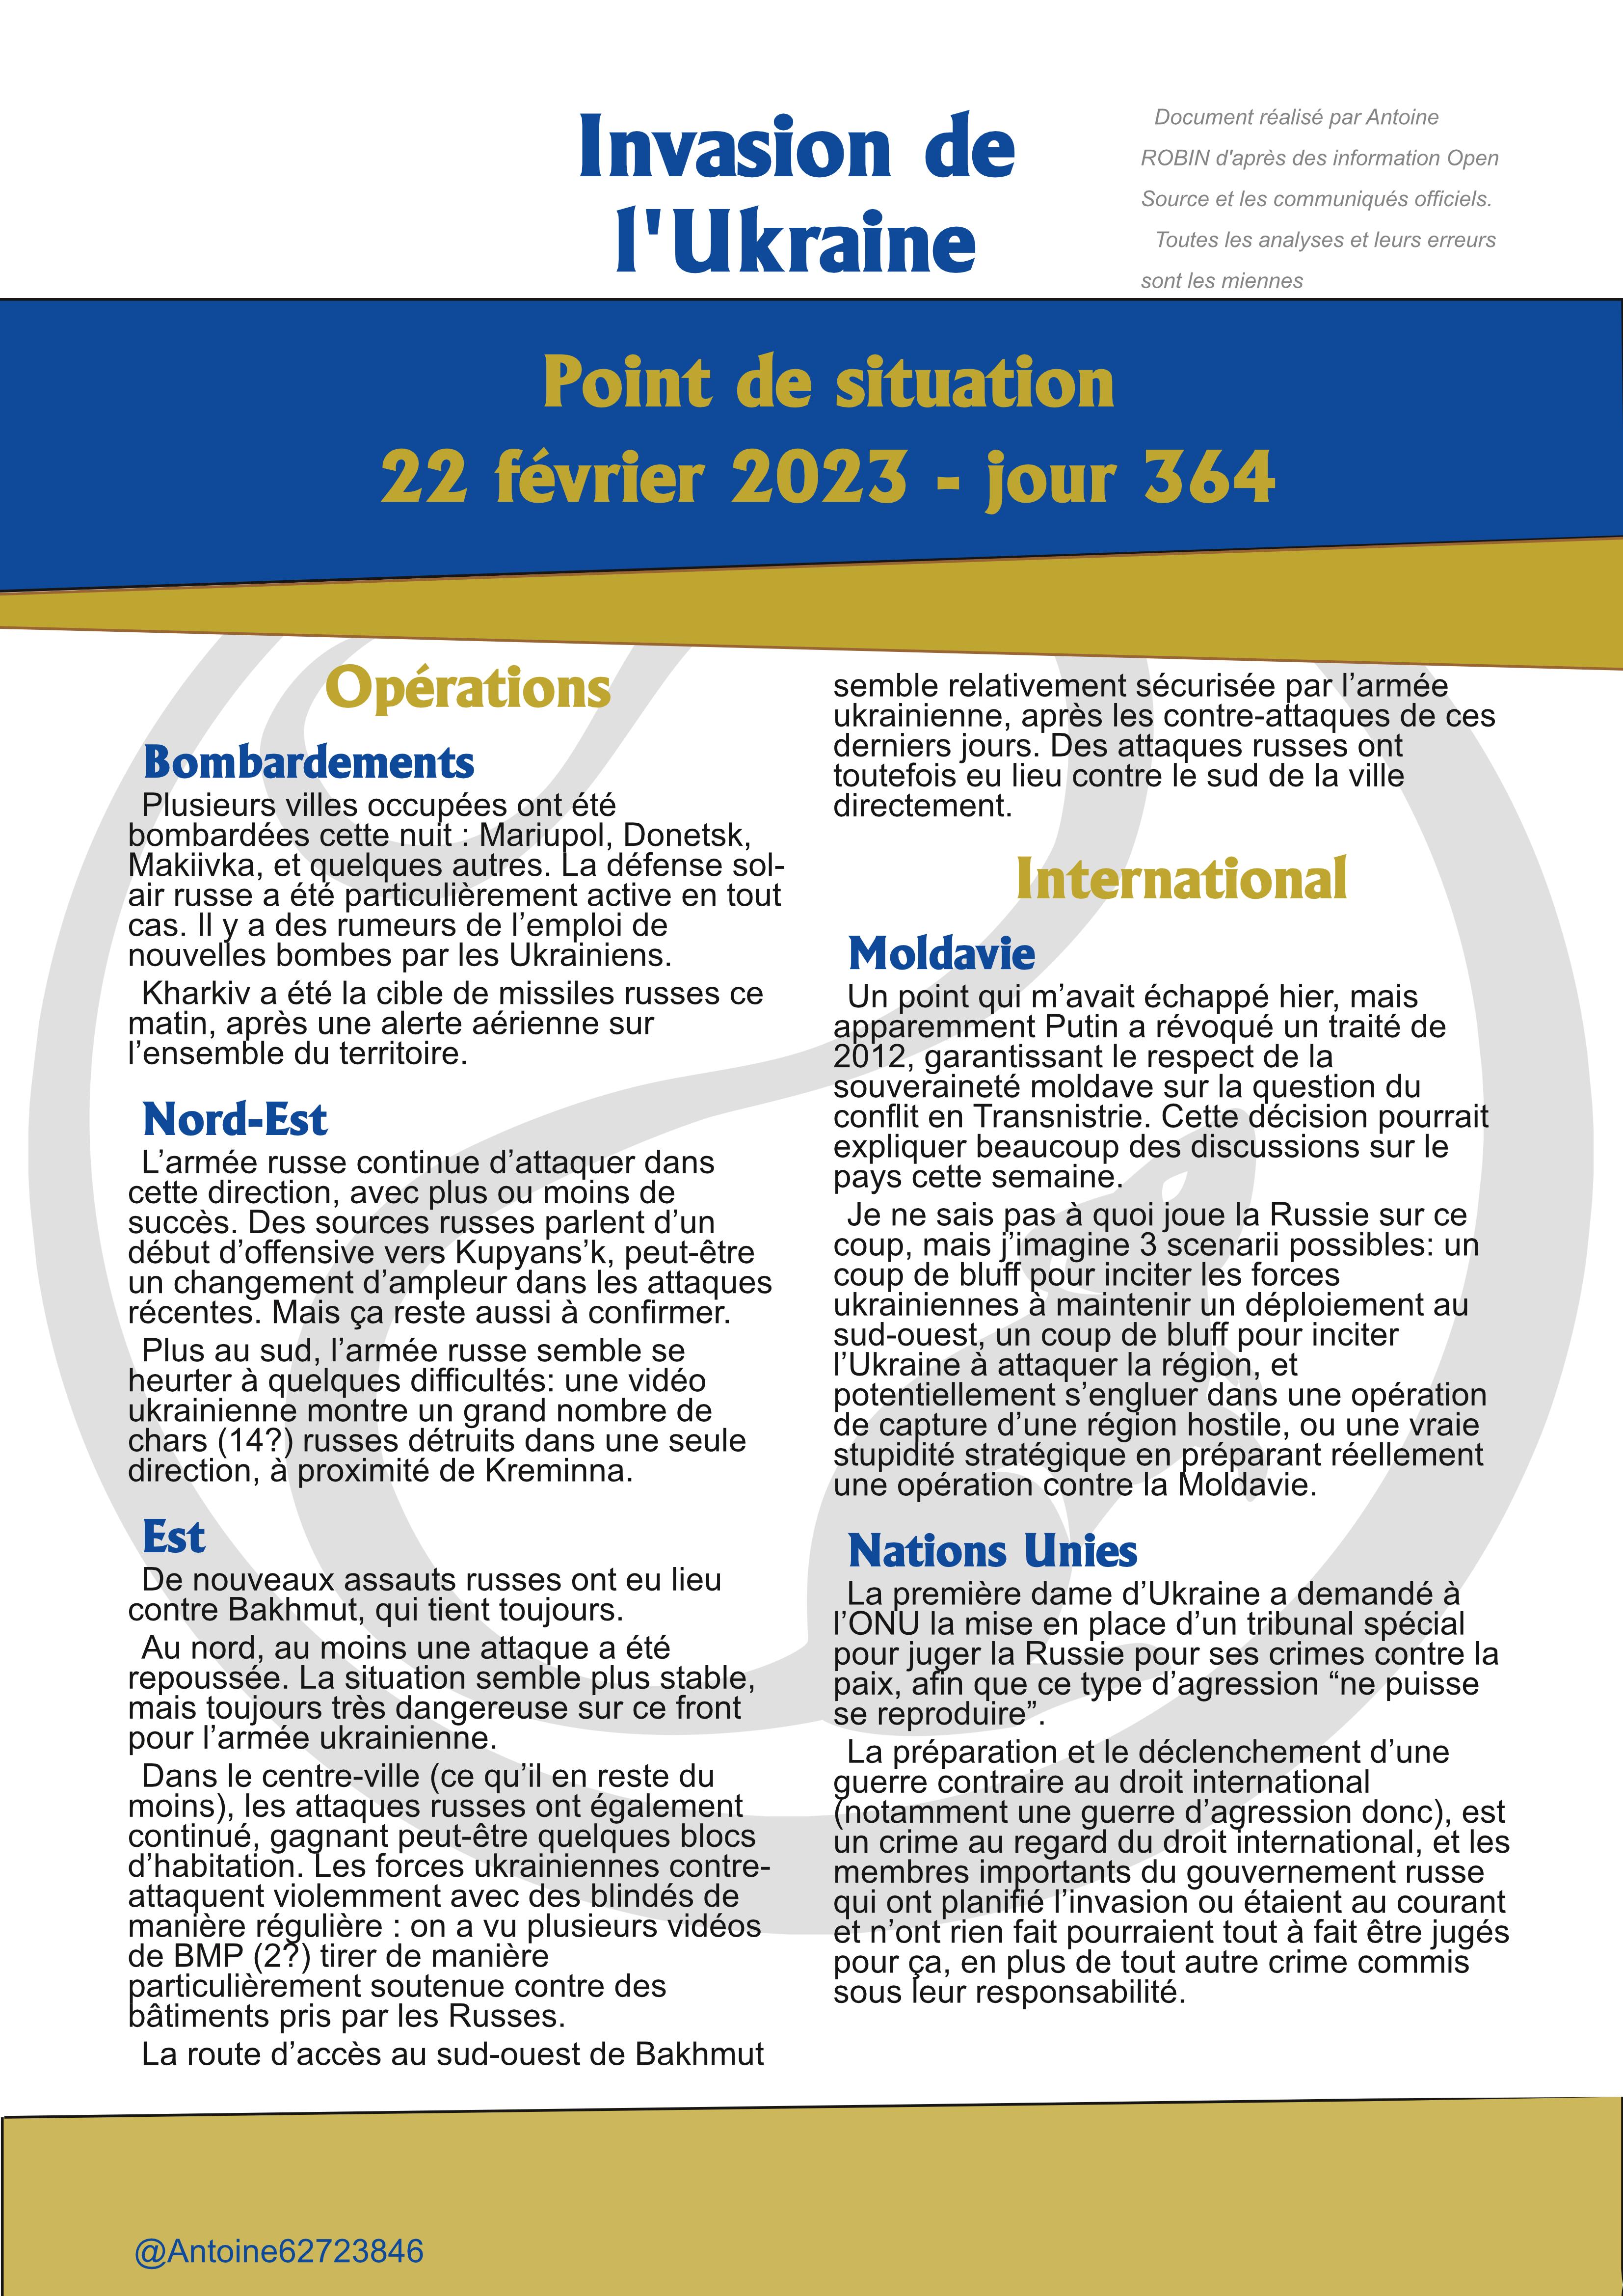 Invasion de
l'Ukraine
Document réalisé par Antoine
ROBIN d'après des information Open
Source et les communiqués officiels.
Toutes les analyses et leurs erreurs
sont les miennes
Point de situation
22 février 2023 - jour 364
Opérations
Bombardements
Plusieurs villes occupées ont été
bombardées cette nuit : Mariupol, Donetsk,
Makiivka, et quelques autres. La défense sol-
air russe a été particulièrement active en tout
cas. Il y a des rumeurs de l’emploi de
nouvelles bombes par les Ukrainiens.
Kharkiv a été la cible de missiles russes ce
matin, après une alerte aérienne sur
l’ensemble du territoire.
Nord-Est
L’armée russe continue d’attaquer dans
cette direction, avec plus ou moins de
succès. Des sources russes parlent d’un
début d’offensive vers Kupyans’k, peut-être
un changement d’ampleur dans les attaques
récentes. Mais ça reste aussi à confirmer.
Plus au sud, l’armée russe semble se
heurter à quelques difficultés: une vidéo
ukrainienne montre un grand nombre de
chars (14?) russes détruits dans une seule
direction, à proximité de Kreminna.
Est
De nouveaux assauts russes ont eu lieu
contre Bakhmut, qui tient toujours.
Au nord, au moins une attaque a été
repoussée. La situation semble plus stable,
mais toujours très dangereuse sur ce front
pour l’armée ukrainienne.
Dans le centre-ville (ce qu’il en reste du
moins), les attaques russes ont également
continué, gagnant peut-être quelques blocs
d’habitation. Les forces ukrainiennes contre-
attaquent violemment avec des blindés de
manière régulière : on a vu plusieurs vidéos
de BMP (2?) tirer de manière
particulièrement soutenue contre des
bâtiments pris par les Russes.
La route d’accès au sud-ouest de Bakhmut
semble relativement sécurisée par l’armée
ukrainienne, après les contre-attaques de ces
derniers jours. Des attaques russes ont
toutefois eu lieu contre le sud de la ville
directement.
International
Moldavie
Un point qui m’avait échappé hier, mais
apparemment Putin a révoqué un traité de
2012, garantissant le respect de la
souveraineté moldave sur la question du
conflit en Transnistrie. Cette décision pourrait
expliquer beaucoup des discussions sur le
pays cette semaine.
Je ne sais pas à quoi joue la Russie sur ce
coup, mais j’imagine 3 scenarii possibles: un
coup de bluff pour inciter les forces
ukrainiennes à maintenir un déploiement au
sud-ouest, un coup de bluff pour inciter
l’Ukraine à attaquer la région, et
potentiellement s’engluer dans une opération
de capture d’une région hostile, ou une vraie
stupidité stratégique en préparant réellement
une opération contre la Moldavie.
Nations Unies
La première dame d’Ukraine a demandé à
l’ONU la mise en place d’un tribunal spécial
pour juger la Russie pour ses crimes contre la
paix, afin que ce type d’agression “ne puisse
se reproduire”.
La préparation et le déclenchement d’une
guerre contraire au droit international
(notamment une guerre d’agression donc), est
un crime au regard du droit international, et les
membres importants du gouvernement russe
qui ont planifié l’invasion ou étaient au courant
et n’ont rien fait pourraient tout à fait être jugés
pour ça, en plus de tout autre crime commis
sous leur responsabilité.
@Antoine62723846